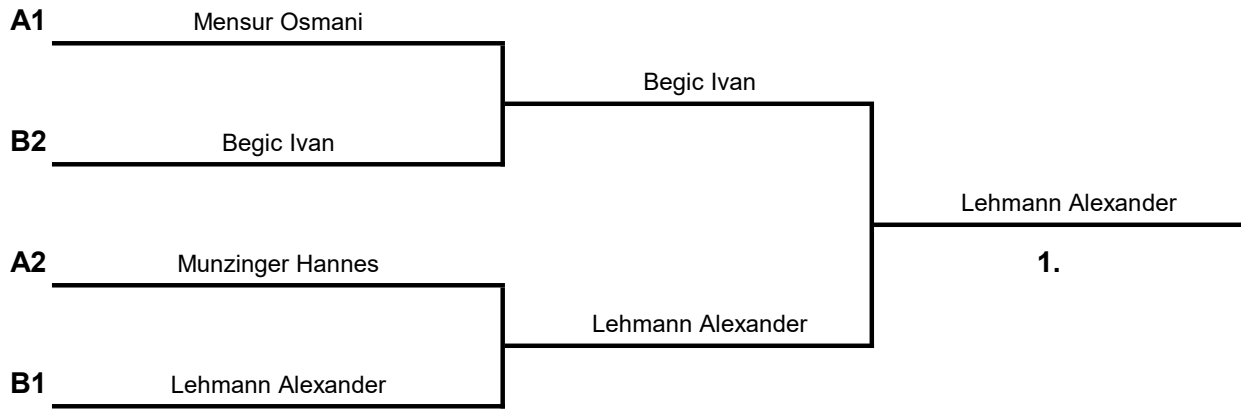 A1 Mensur Osmani
Begic Ivan
B2 Begic Ivan
Lehmann Alexander
A2 Munzinger Hannes
1.
Lehmann Alexander
B1 Lehmann Alexander